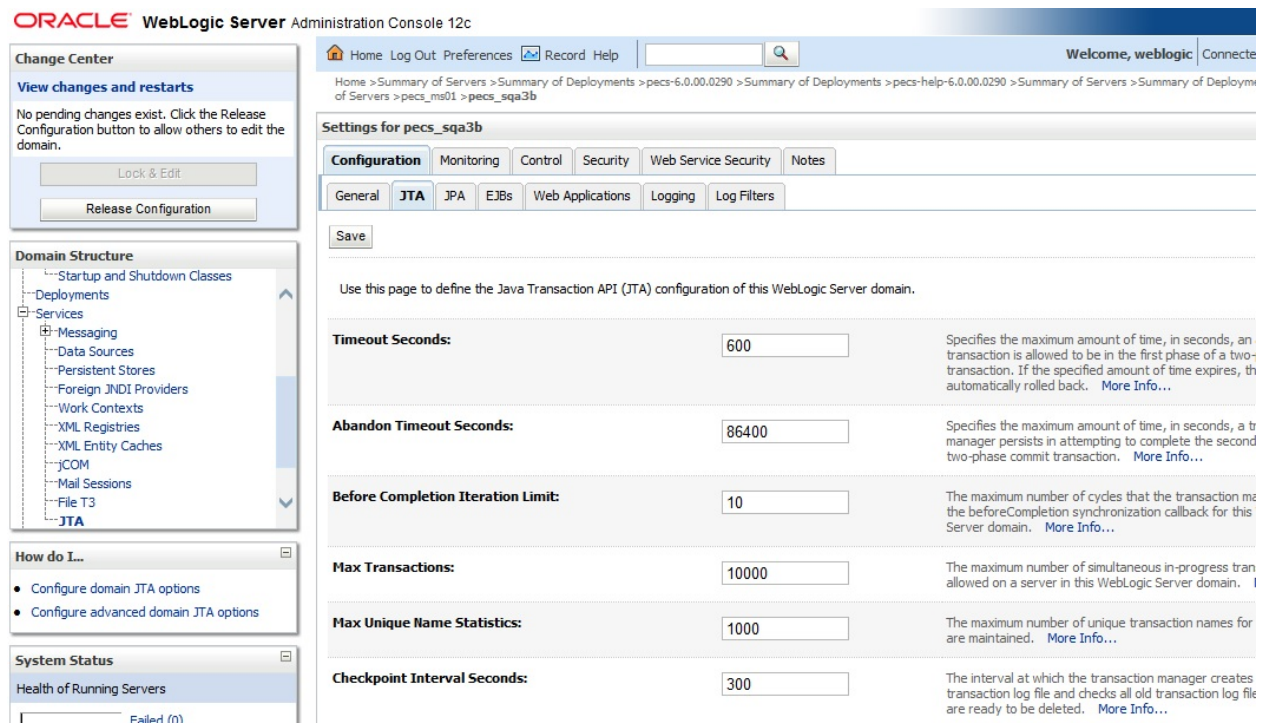 ORACLE WebLogic Server Administration Console 12c
Change Center
View changes and restarts
No pending changes exist. Click the Release
Configuration button to allow others to edit the
domain.
Lock & Edit
Release Configuration
Domain Structure
Startup and Shutdown Classes
Deployments
Services
Messaging
Data Sources
Persistent Stores
Foreign JNDI Providers
Work Contexts
XML Registries
XML Entity Caches
jCOM
Mail Sessions
File T3
JTA
How do I...
Configure domain JTA options
Configure advanced domain JTA options
System Status
Health of Running Servers
Failed (0)
Home Log Out Preferences Record Help
Welcome, weblogic Connecte
Home >Summary of Servers >Summary of Deployments >pecs-6.0.00.0290 >Summary of Deployments >pecs-help-6.0.00.0290 >Summary of Servers >Summary of Deployme
of Servers >pecs_ms01 >pecs_sqa3b
Settings for pecs_sqa3b
Configuration Monitoring Control Security Web Service Security Notes
General JTA JPA EJBs Web Applications Logging Log Filters
Save
Use this page to define the Java Transaction API (JTA) configuration of this WebLogic Server domain.
Timeout Seconds:
600
Specifies the maximum amount of time, in seconds, an
transaction is allowed to be in the first phase of a two-
transaction. If the specified amount of time expires, th
automatically rolled back. More Info...
Abandon Timeout Seconds:
86400
Specifies the maximum amount of time, in seconds, a tr
manager persists in attempting to complete the second
two-phase commit transaction. More Info...
Before Completion Iteration Limit:
10
The maximum number of cycles that the transaction ma
the beforeCompletion synchronization callback for this
Server domain. More Info...
Max Transactions:
10000
The maximum number of simultaneous in-progress tran
allowed on a server in this WebLogic Server domain.
Max Unique Name Statistics:
1000
The maximum number of unique transaction names for
are maintained. More Info...
Checkpoint Interval Seconds:
300
The interval at which the transaction manager creates
transaction log file and checks all old transaction log file
are ready to be deleted. More Info...